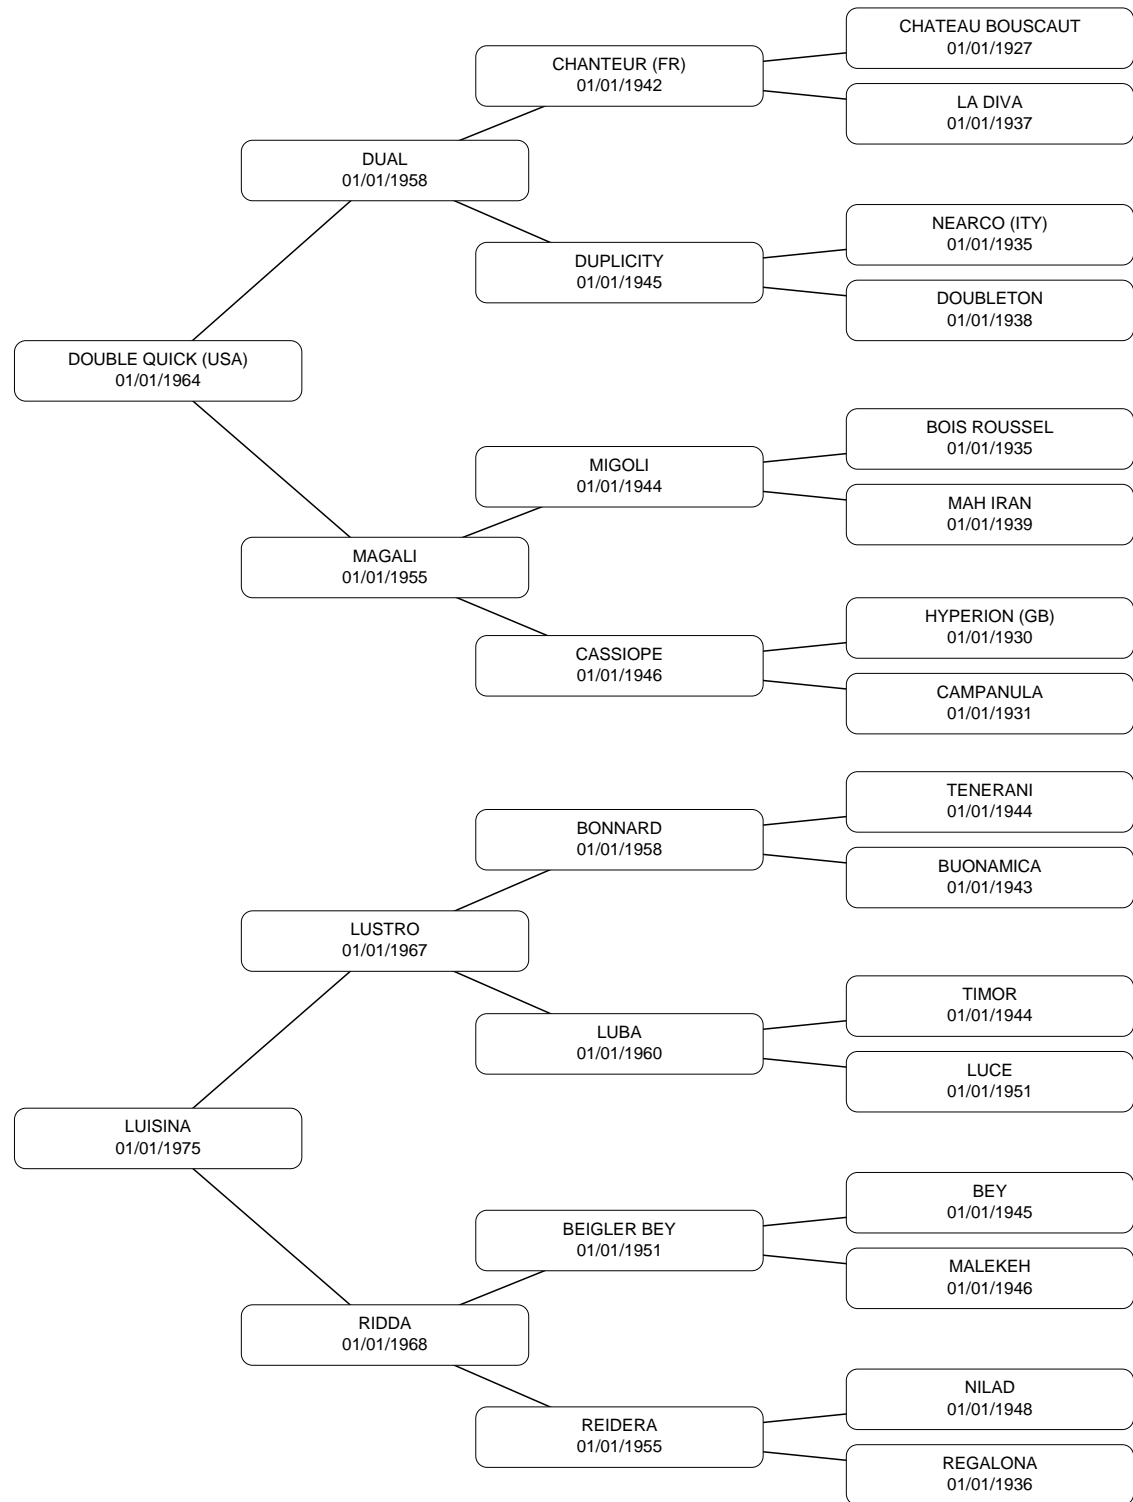 CHATEAU BOUSCAUT
01/01/1927
CHANTEUR (FR)
01/01/1942
LA DIVA
01/01/1937
DUAL
01/01/1958
NEARCO (ITY)
01/01/1935
DUPLICITY
01/01/1945
DOUBLETON
01/01/1938
DOUBLE QUICK (USA)
01/01/1964
BOIS ROUSSEL
01/01/1935
MIGOLI
01/01/1944
MAH IRAN
01/01/1939
MAGALI
01/01/1955
HYPERION (GB)
01/01/1930
CASSIOPE
01/01/1946
CAMPANULA
01/01/1931
TENERANI
01/01/1944
BONNARD
01/01/1958
BUONAMICA
01/01/1943
LUSTRO
01/01/1967
TIMOR
01/01/1944
LUBA
01/01/1960
LUCE
01/01/1951
LUISINA
01/01/1975
BEY
01/01/1945
BEIGLER BEY
01/01/1951
MALEKEH
01/01/1946
RIDDA
01/01/1968
NILAD
01/01/1948
REIDERA
01/01/1955
REGALONA
01/01/1936